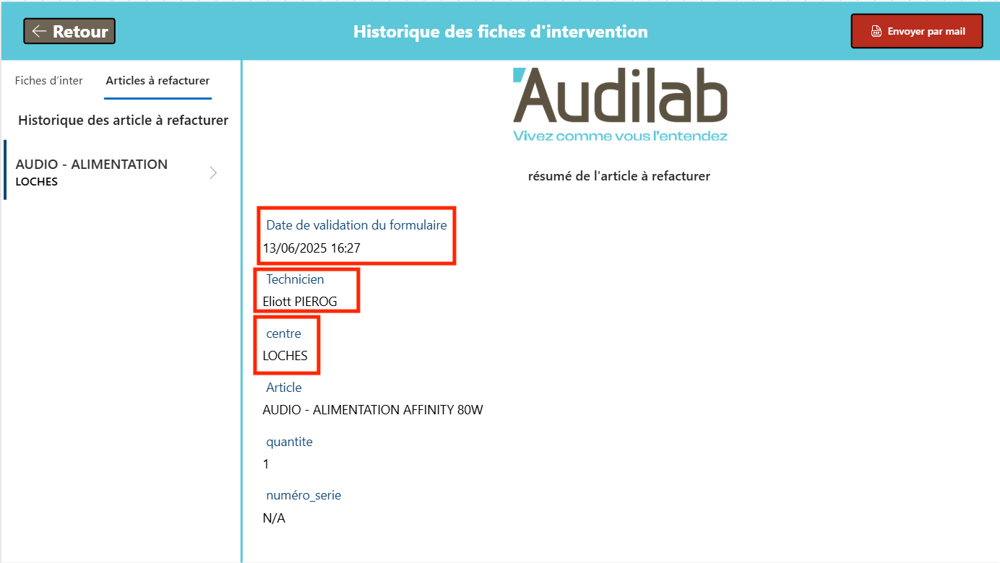 Retour
Historique des fiches d'intervention
Envoyer par mail
Fiches d'inter
Articles à refacturer
Historique des article à refacturer
AUDIO - ALIMENTATION
LOCHES
Audilab
Vivez comme vous l'entendez
résumé de l'article à refacturer
Date de validation du formulaire
13/06/2025 16:27
Technicien
Eliott PIEROG
centre
LOCHES
Article
AUDIO - ALIMENTATION AFFINITY 80W
quantite
1
numéro_serie
N/A